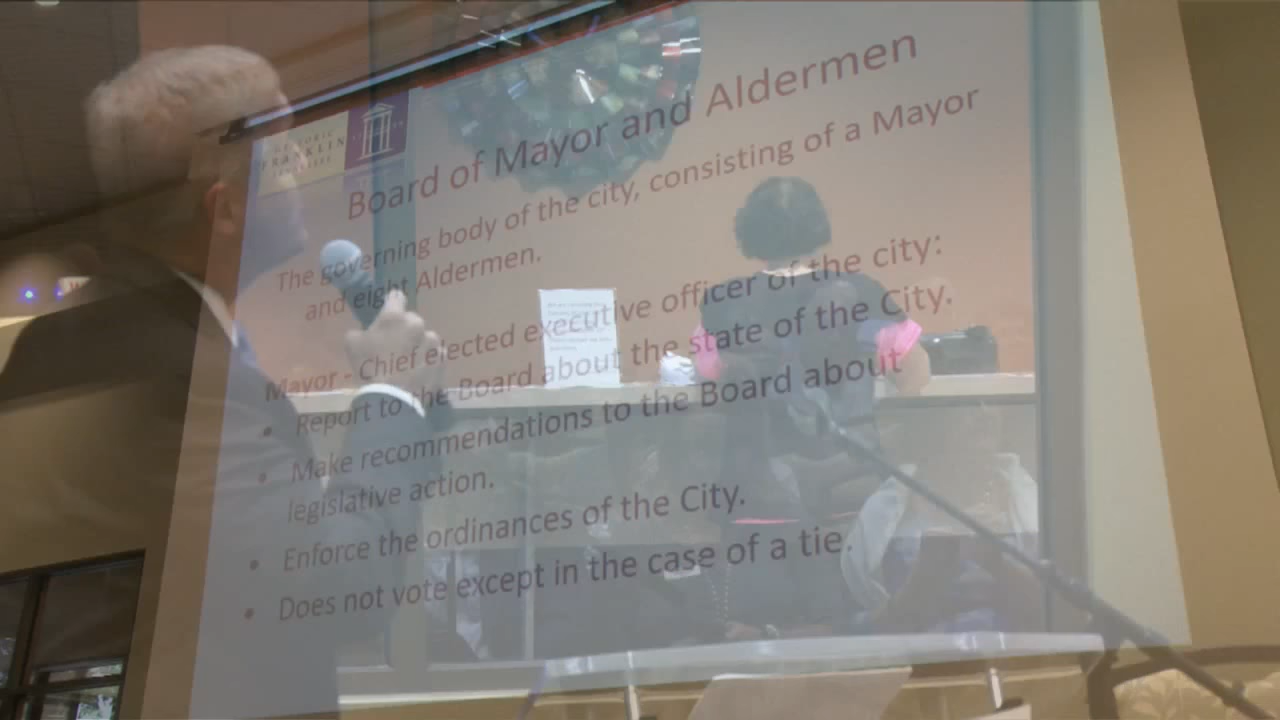 HISTORIC
FRANKLIN
TENNESSEE
Board of Mayor and Aldermen
The governing body of the city, consisting of a Mayor
and eight Aldermen.
Mayor - Chief elected executive officer of the city:
• Report to the Board about the state of the City.
• Make recommendations to the Board about
legislative action.
• Enforce the ordinances of the City.
• Does not vote except in the case of a tie.